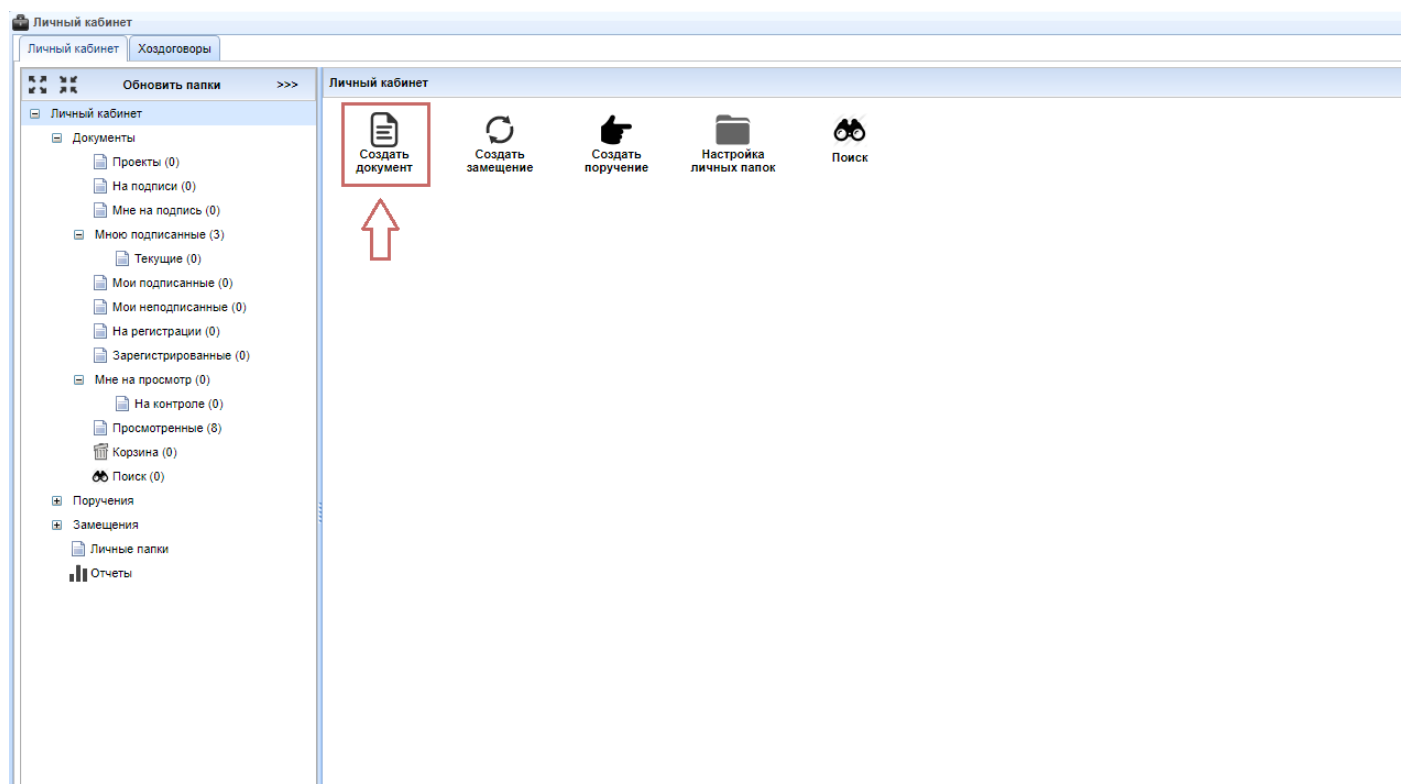 Личный кабинет
Личный кабинет Хоздоговоры
Обновить папки >>>
Личный кабинет
Документы
Проекты (0)
На подписи (0)
Мне на подпись (0)
Мною подписанные (3)
Текущие (0)
Мои подписанные (0)
Мои неподписанные (0)
На регистрации (0)
Зарегистрированные (0)
Мне на просмотр (0)
На контроле (0)
Просмотренные (8)
Корзина (0)
Поиск (0)
Поручения
Замещения
Личные папки
Отчеты
Личный кабинет
Создать
документ
Создать
замещение
Создать
поручение
Настройка
личных папок
Поиск